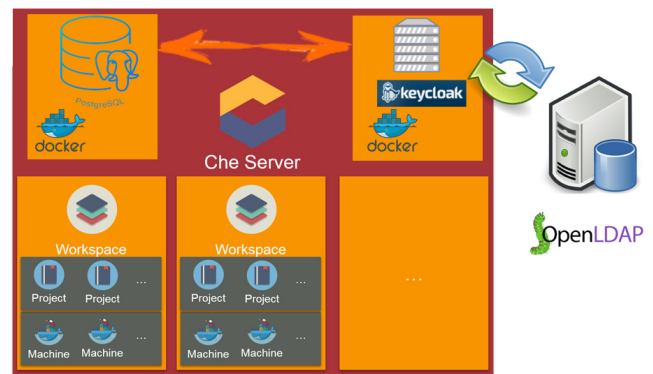 PostgreSQL
docker
keycloak
docker
Che Server
OpenLDAP
Workspace
Project Project ...
Machine Machine ...
Workspace
Project Project ...
Machine Machine ...
...